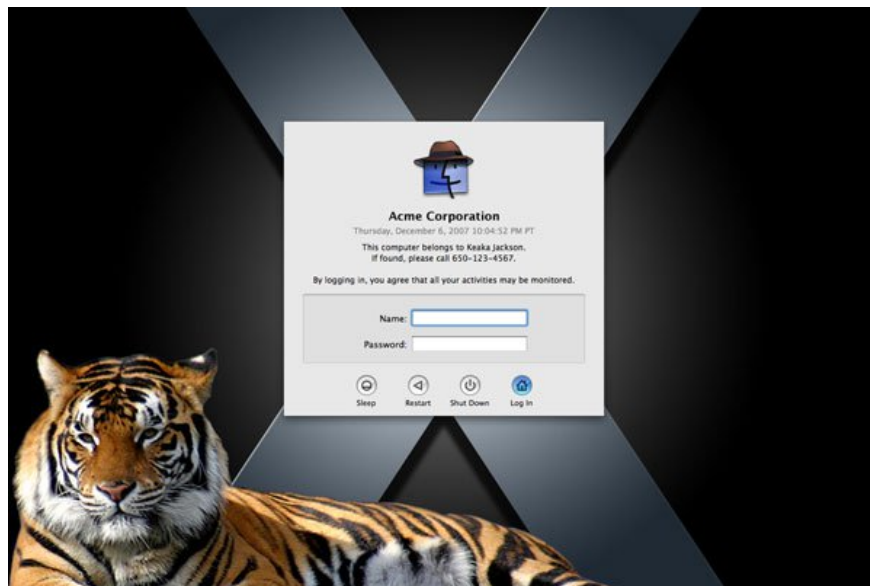 Acme Corporation
Thursday, December 6, 2007 10:04:52 PM PT
This computer belongs to Keaka Jackson.
If found, please call 650-123-4567.
By logging in, you agree that all your activities may be monitored.
Name:
Password:
Sleep Restart Shut Down Log In